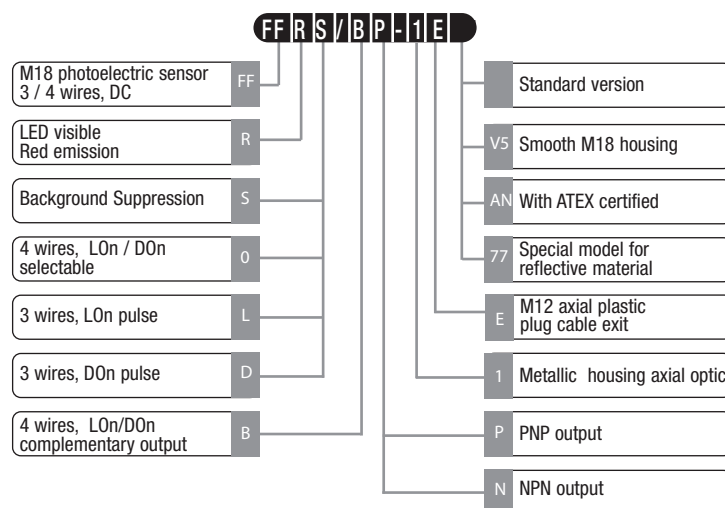 FFRS/BP-1E
M18 photoelectric sensor
3 / 4 wires, DC
FF
LED visible
Red emission
R
Background Suppression
S
4 wires, LOn / DOn
selectable
0
3 wires, LOn pulse
L
3 wires, DOn pulse
D
4 wires, LOn/DOn
complementary output
B
Standard version
V5
Smooth M18 housing
AN
With ATEX certified
77
Special model for
reflective material
E
M12 axial plastic
plug cable exit
1
Metallic housing axial optic
P
PNP output
N
NPN output